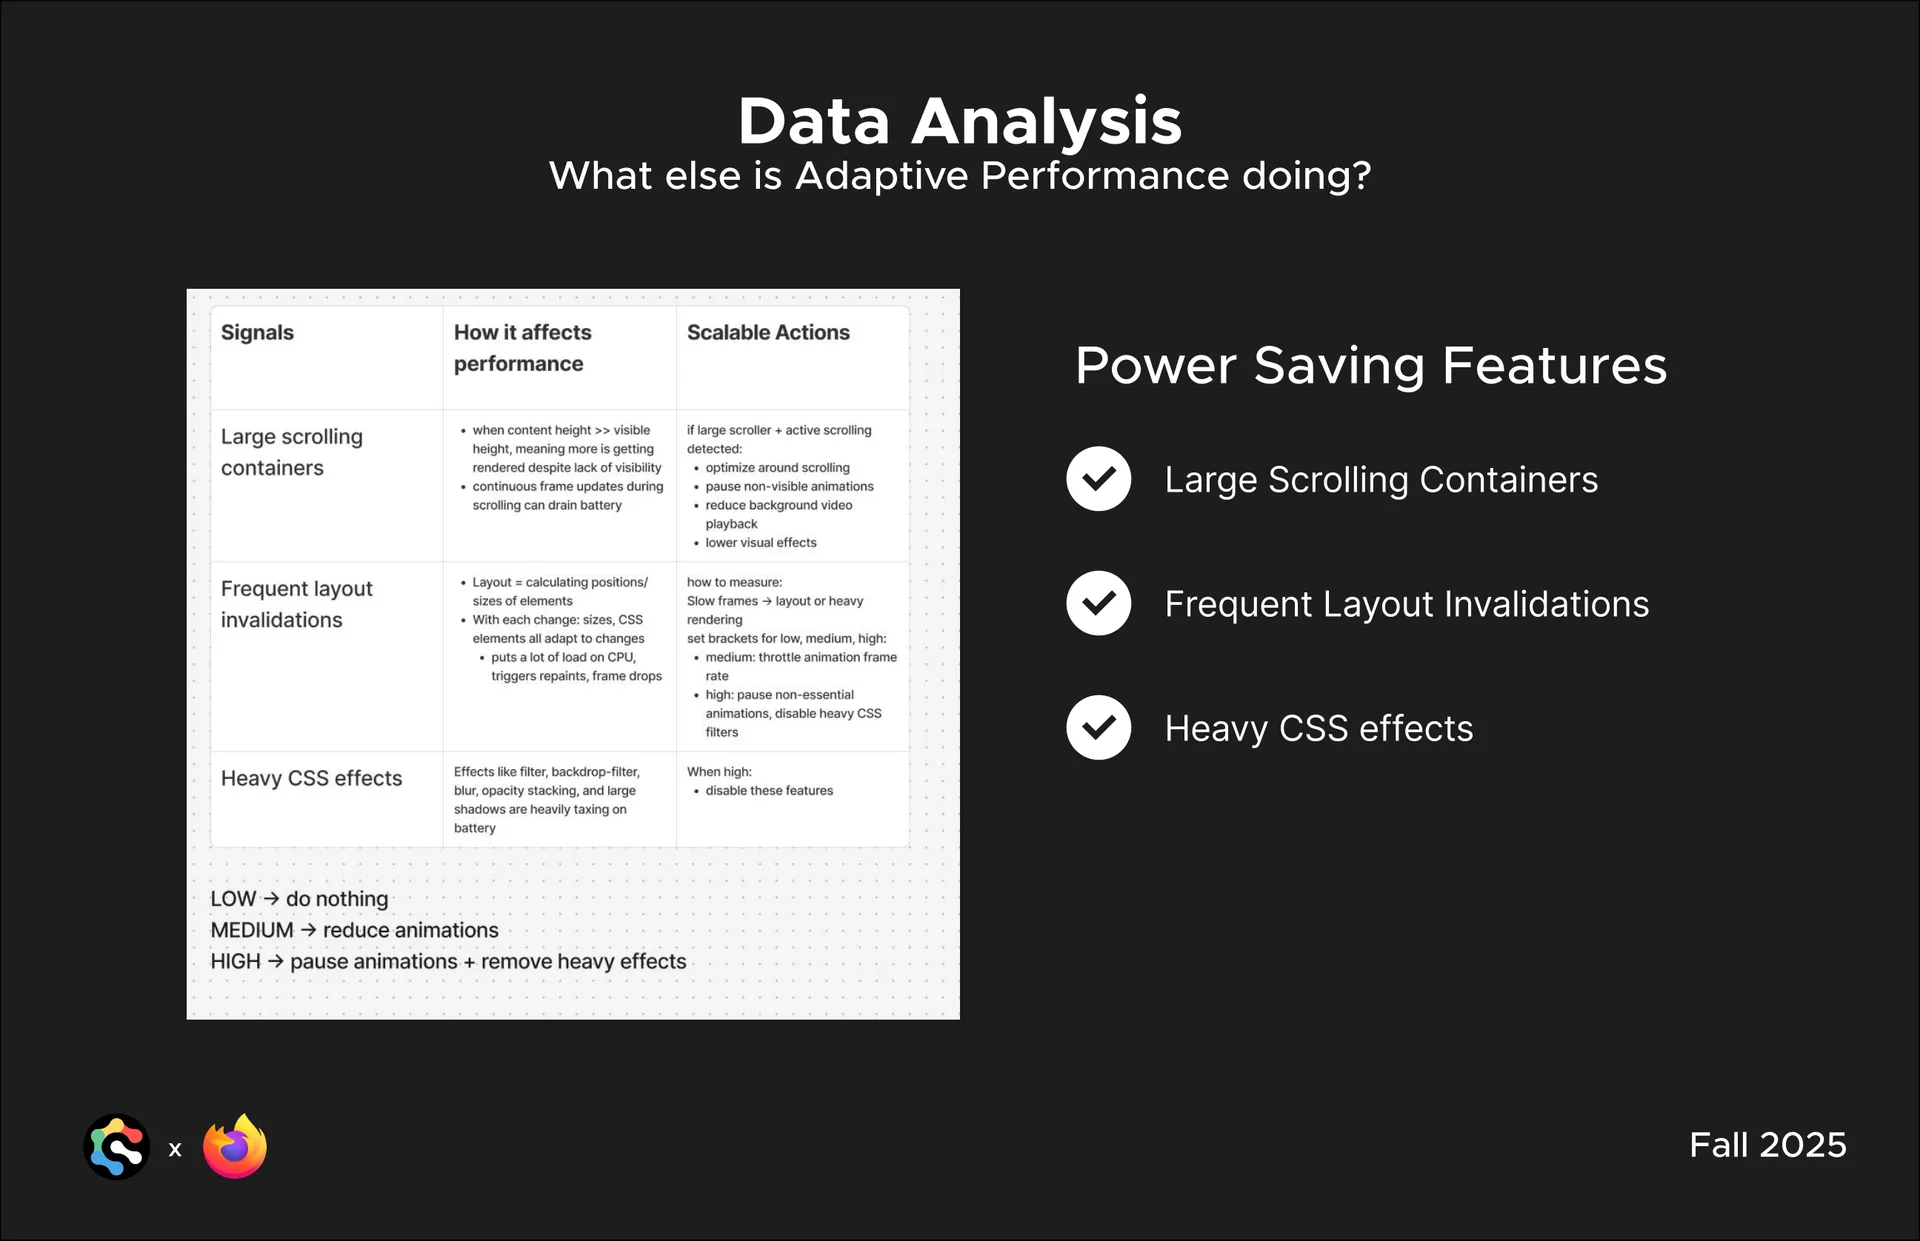 Data Analysis
What else is Adaptive Performance doing?
Signals
How it affects
performance
Scalable Actions
Large scrolling
containers
• when content height >> visible
height, meaning more is getting
rendered despite lack of visibility
• continuous frame updates during
scrolling can drain battery
if large scroller + active scrolling
detected:
• optimize around scrolling
• pause non-visible animations
• reduce background video
playback
• lower visual effects
Frequent layout
invalidations
• Layout = calculating positions/
sizes of elements
• With each change: sizes, CSS
elements all adapt to changes
• puts a lot of load on CPU,
triggers repaints, frame drops
how to measure:
Slow frames → layout or heavy
rendering
set brackets for low, medium, high:
• medium: throttle animation frame
rate
• high: pause non-essential
animations, disable heavy CSS
filters
Heavy CSS effects
Effects like filter, backdrop-filter,
blur, opacity stacking, and large
shadows are heavily taxing on
battery
When high:
• disable these features
LOW → do nothing
MEDIUM → reduce animations
HIGH → pause animations + remove heavy effects
Power Saving Features
Large Scrolling Containers
Frequent Layout Invalidations
Heavy CSS effects
x
Fall 2025